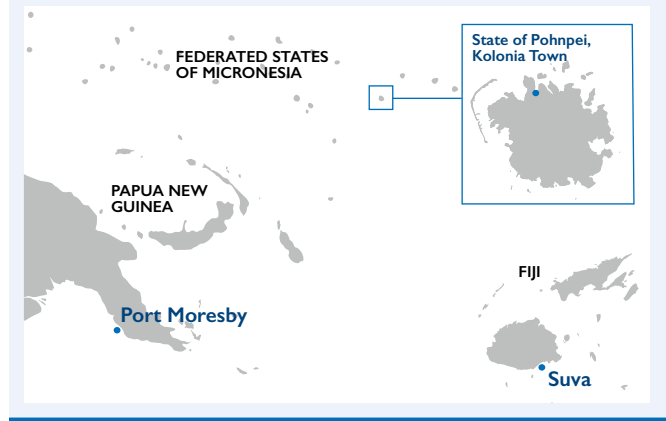 FEDERATED STATES
OF MICRONESIA
State of Pohnpei,
Kolonia Town
PAPUA NEW
GUINEA
FIJI
Port Moresby
Suva